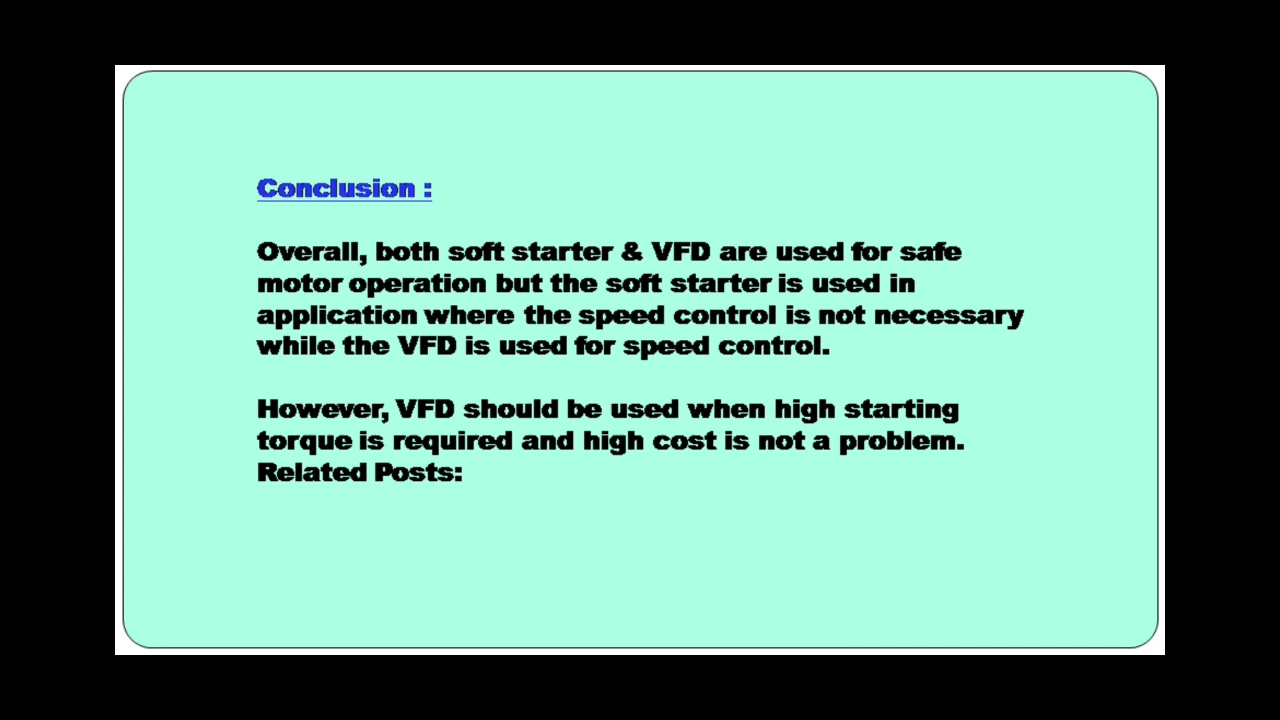 Conclusion :
Overall, both soft starter & VFD are used for safe
motor operation but the soft starter is used in
application where the speed control is not necessary
while the VFD is used for speed control.
However, VFD should be used when high starting
torque is required and high cost is not a problem.
Related Posts: